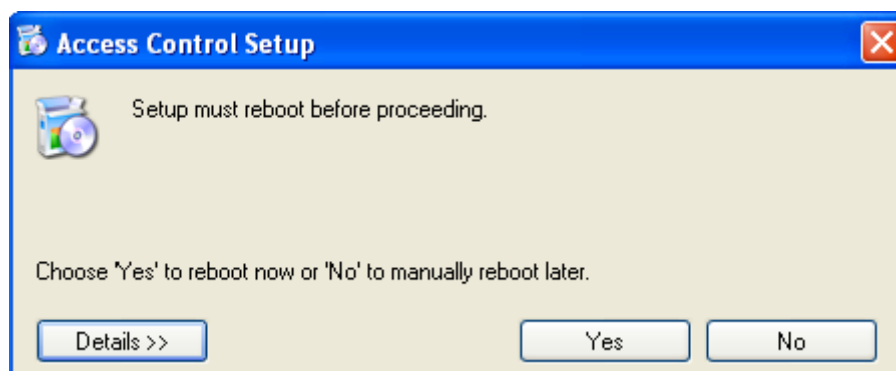 Access Control Setup
Setup must reboot before proceeding.
Choose 'Yes' to reboot now or 'No' to manually reboot later.
Details >>
Yes
No